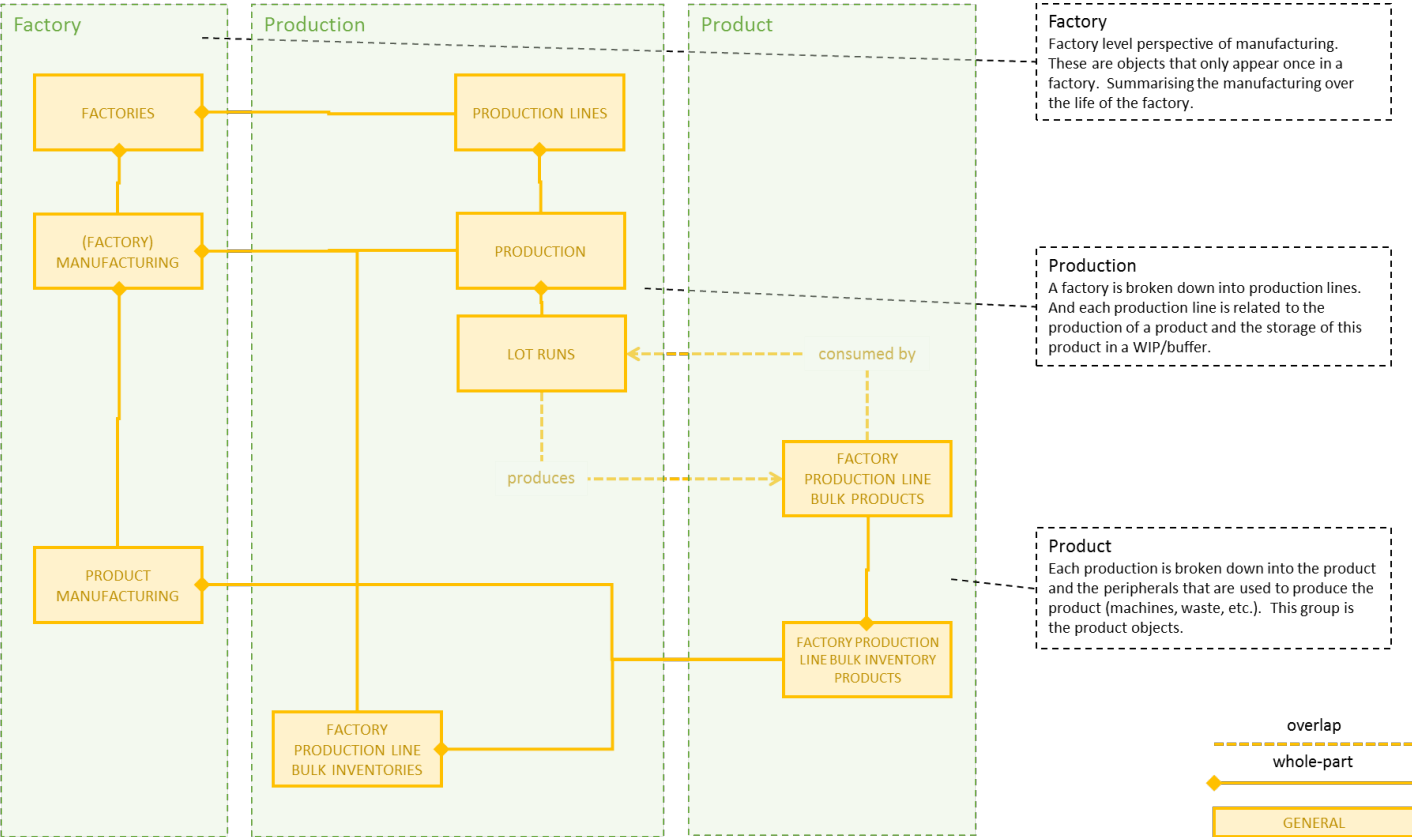 Factory
Production
Product
Factory
Factory level perspective of manufacturing.
These are objects that only appear once in a
factory.  Summarising the manufacturing over
the life of the factory.
FACTORIES
PRODUCTION LINES
(FACTORY)
MANUFACTURING
PRODUCTION
Production
A factory is broken down into production lines.
And each production line is related to the
production of a product and the storage of this
product in a WIP/buffer.
LOT RUNS
consumed by
produces
FACTORY
PRODUCTION LINE
BULK PRODUCTS
Product
Each production is broken down into the product
and the peripherals that are used to produce the
product (machines, waste, etc.).  This group is
the product objects.
PRODUCT
MANUFACTURING
FACTORY PRODUCTION
LINE BULK INVENTORY
PRODUCTS
FACTORY
PRODUCTION LINE
BULK INVENTORIES
overlap
whole-part
GENERAL